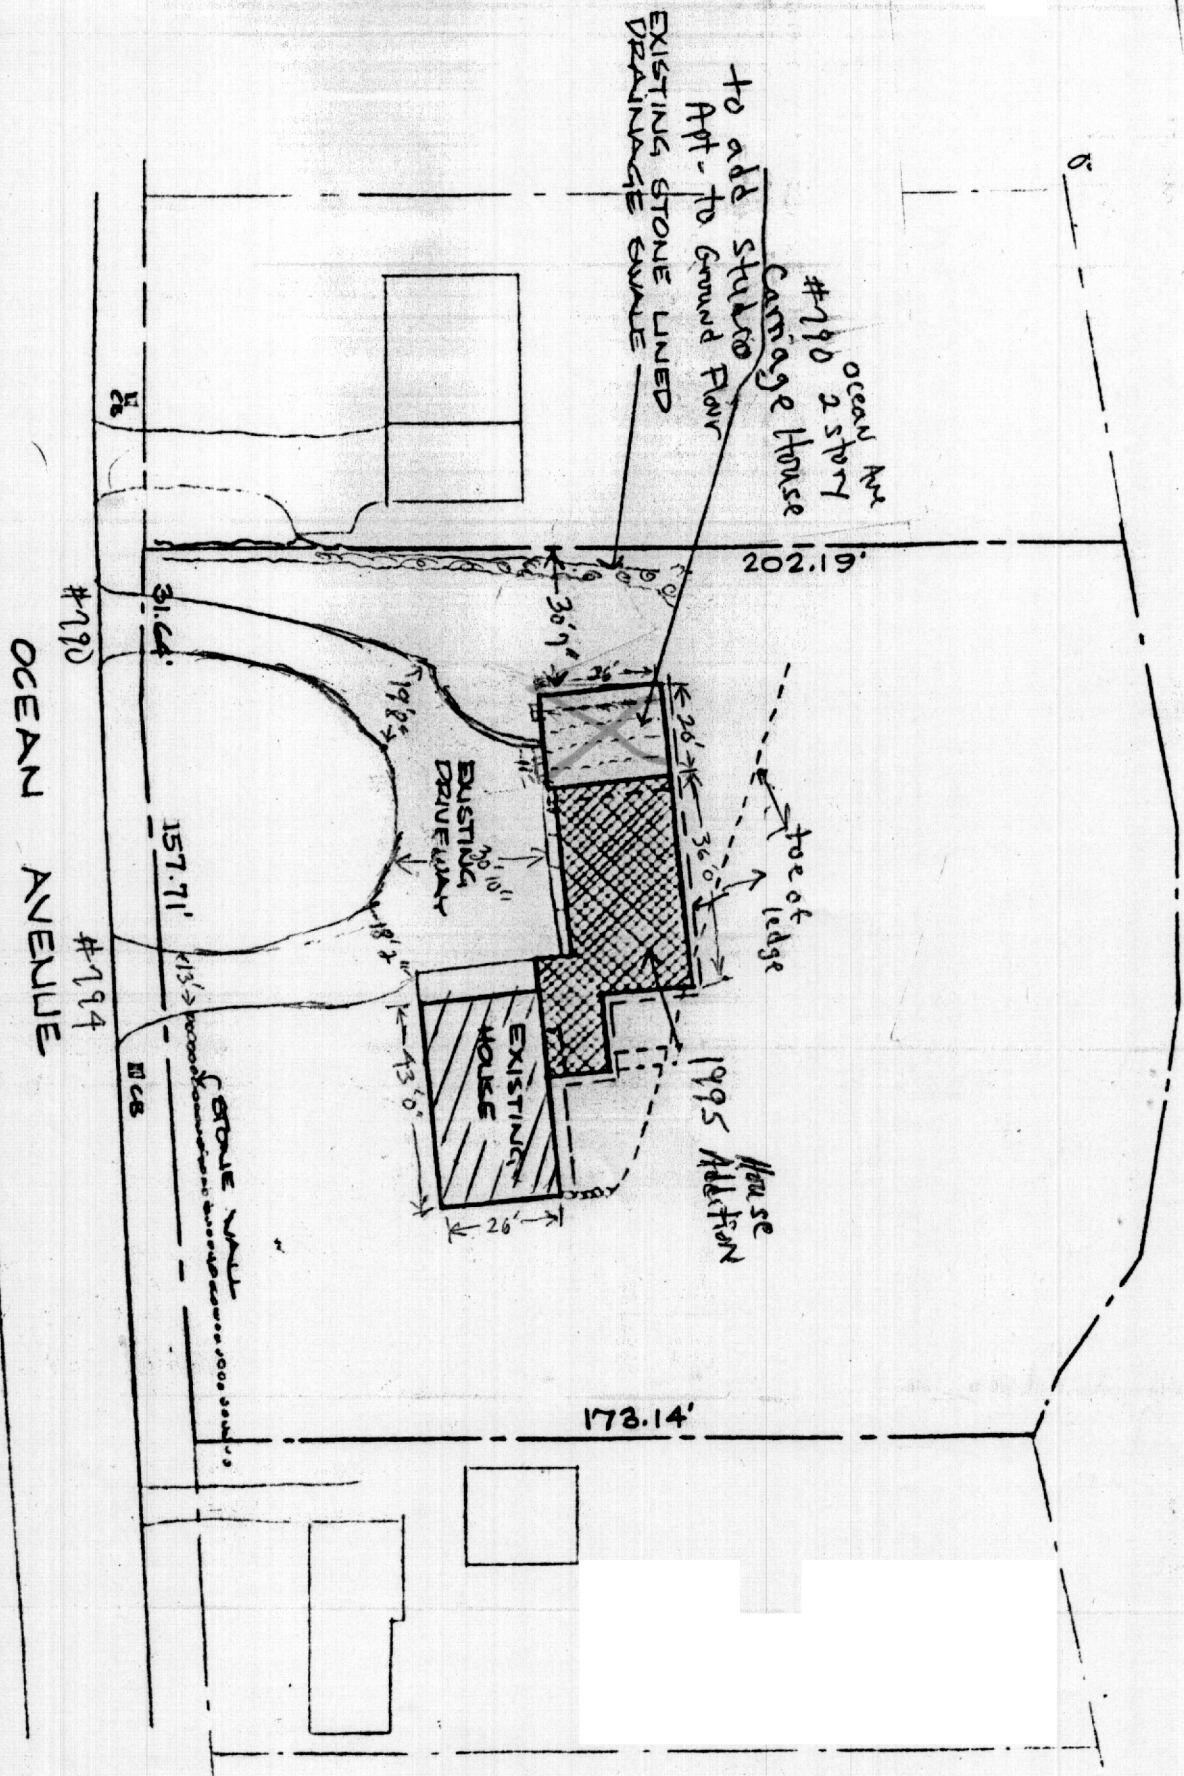 #790 Ocean Ave
2 story
Carriage House
to add studio
Apt- to Ground Floor
EXISTING STONE LINED
DRAINAGE SWALE
202.19'
30'7"
26'
20'
36'0"
toe of
ledge
31.64'
19'8"
EXISTING
DRIVEWAY
30'10"
157.71'
18'2"
13'
EXISTING
HOUSE
43'0"
26'
1995 House
Addition
STONE WALL
CB
CB
#790
#794
OCEAN AVENUE
173.14'